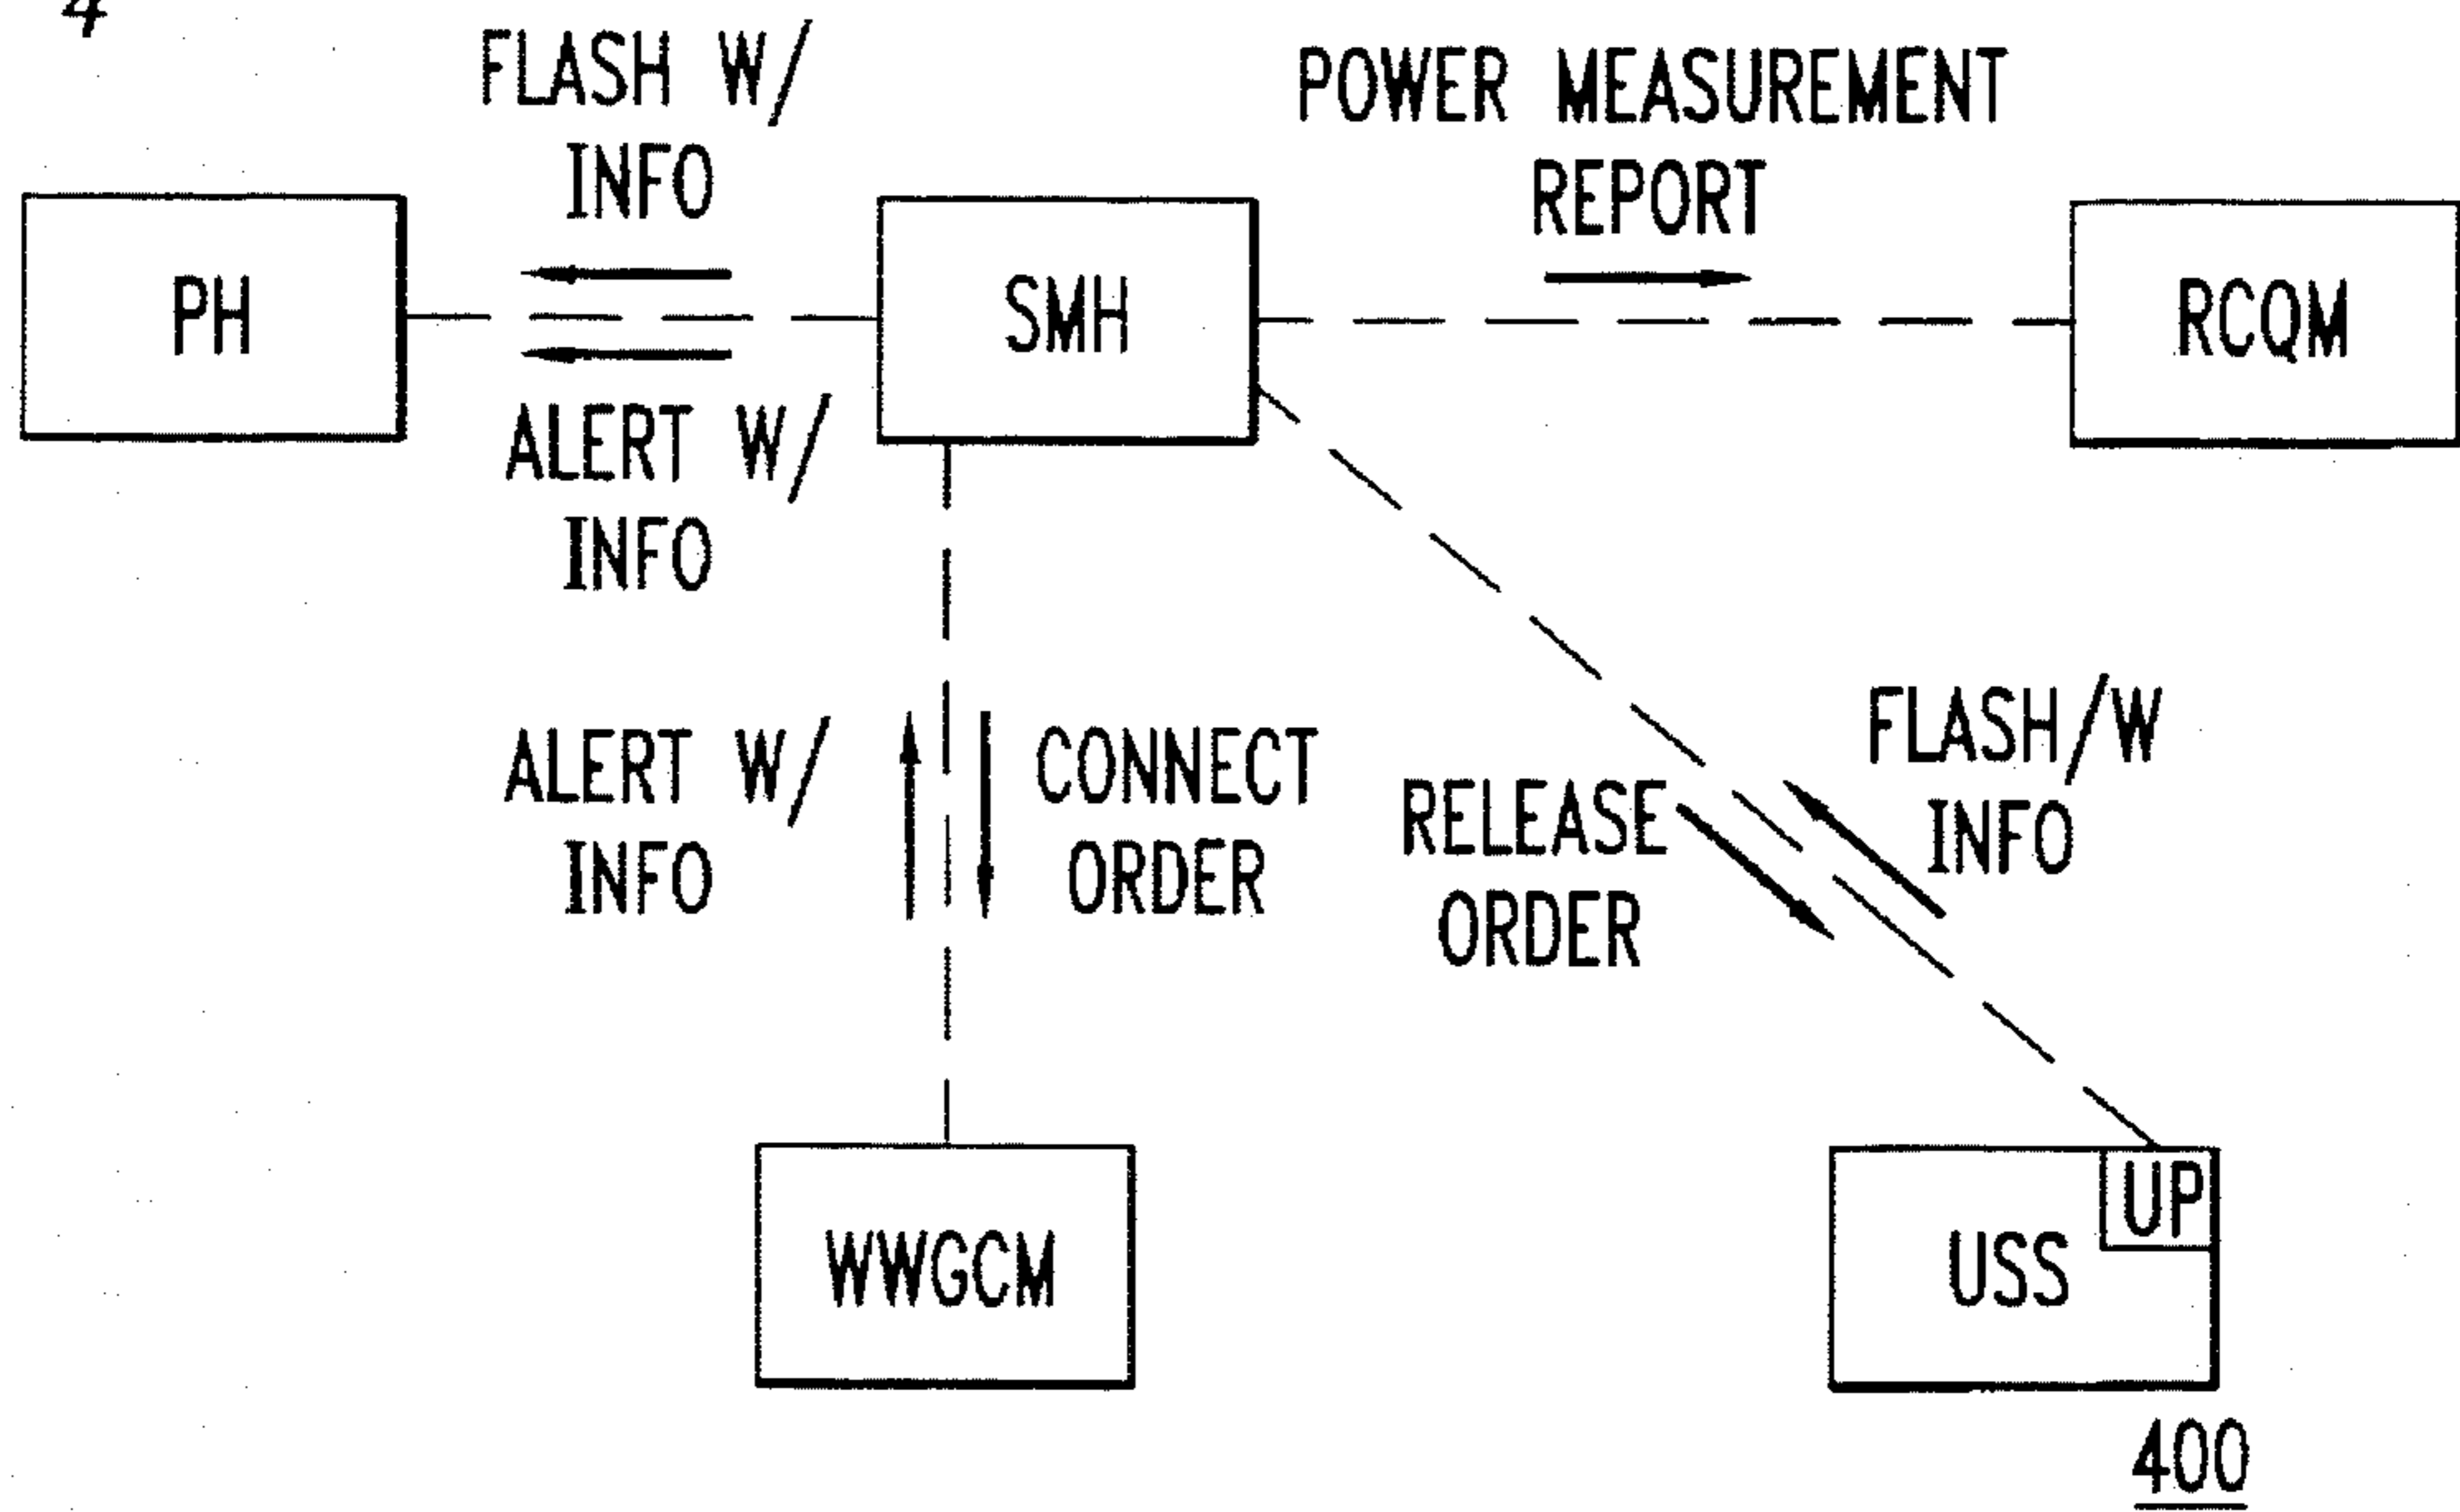 4
FLASH W/
INFO
POWER MEASUREMENT
REPORT
PH
SMH
RCQM
ALERT W/
INFO
ALERT W/
INFO
CONNECT
ORDER
RELEASE
ORDER
FLASH/W
INFO
WWGCM
UP
USS
400